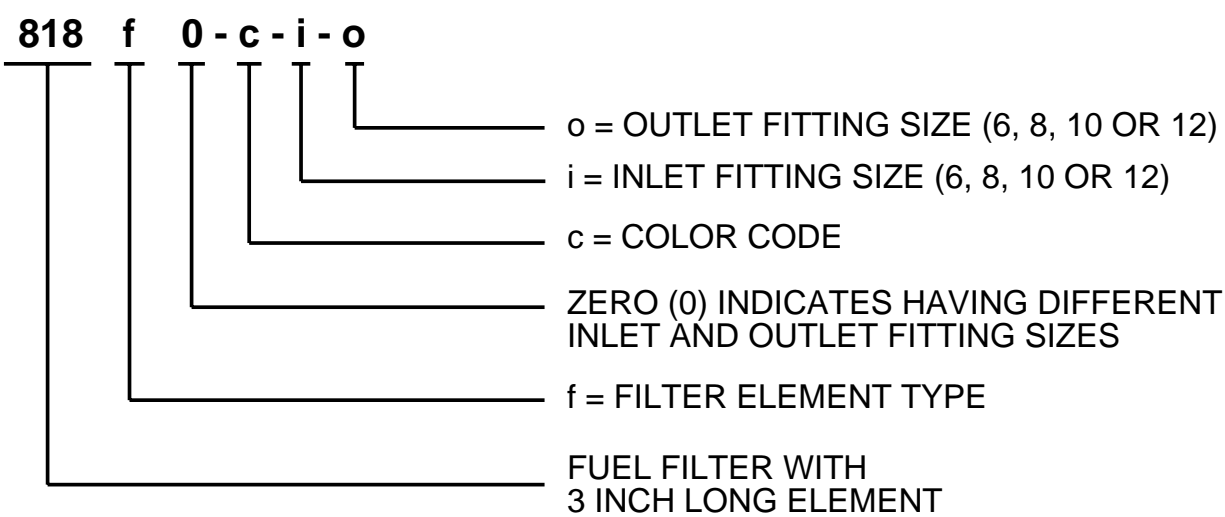 818 f 0 - c - i - o
o = OUTLET FITTING SIZE (6, 8, 10 OR 12)
i = INLET FITTING SIZE (6, 8, 10 OR 12)
c = COLOR CODE
ZERO (0) INDICATES HAVING DIFFERENT
INLET AND OUTLET FITTING SIZES
f = FILTER ELEMENT TYPE
FUEL FILTER WITH
3 INCH LONG ELEMENT